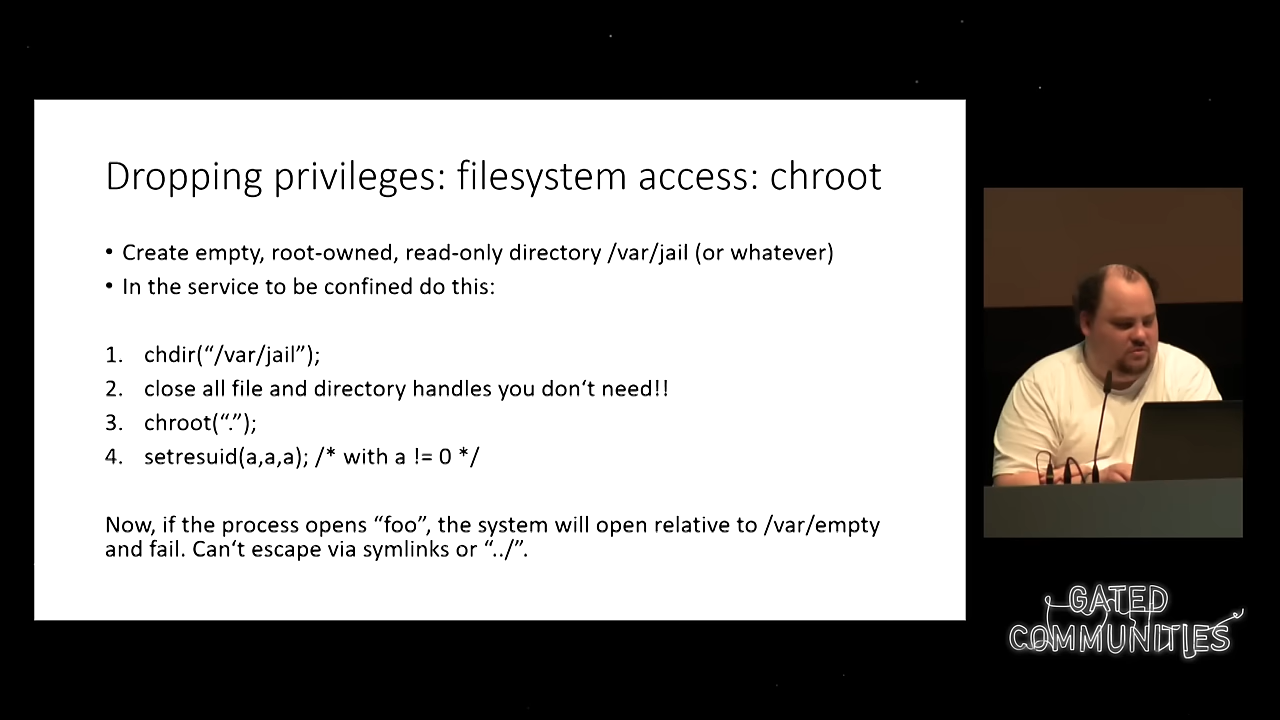 Dropping privileges: filesystem access: chroot
• Create empty, root-owned, read-only directory /var/jail (or whatever)
• In the service to be confined do this:
1. chdir(“/var/jail”);
2. close all file and directory handles you don‘t need!!
3. chroot(“.”);
4. setresuid(a,a,a); /* with a != 0 */
Now, if the process opens “foo”, the system will open relative to /var/empty
and fail. Can‘t escape via symlinks or “../”.
GATED
COMMUNITIES